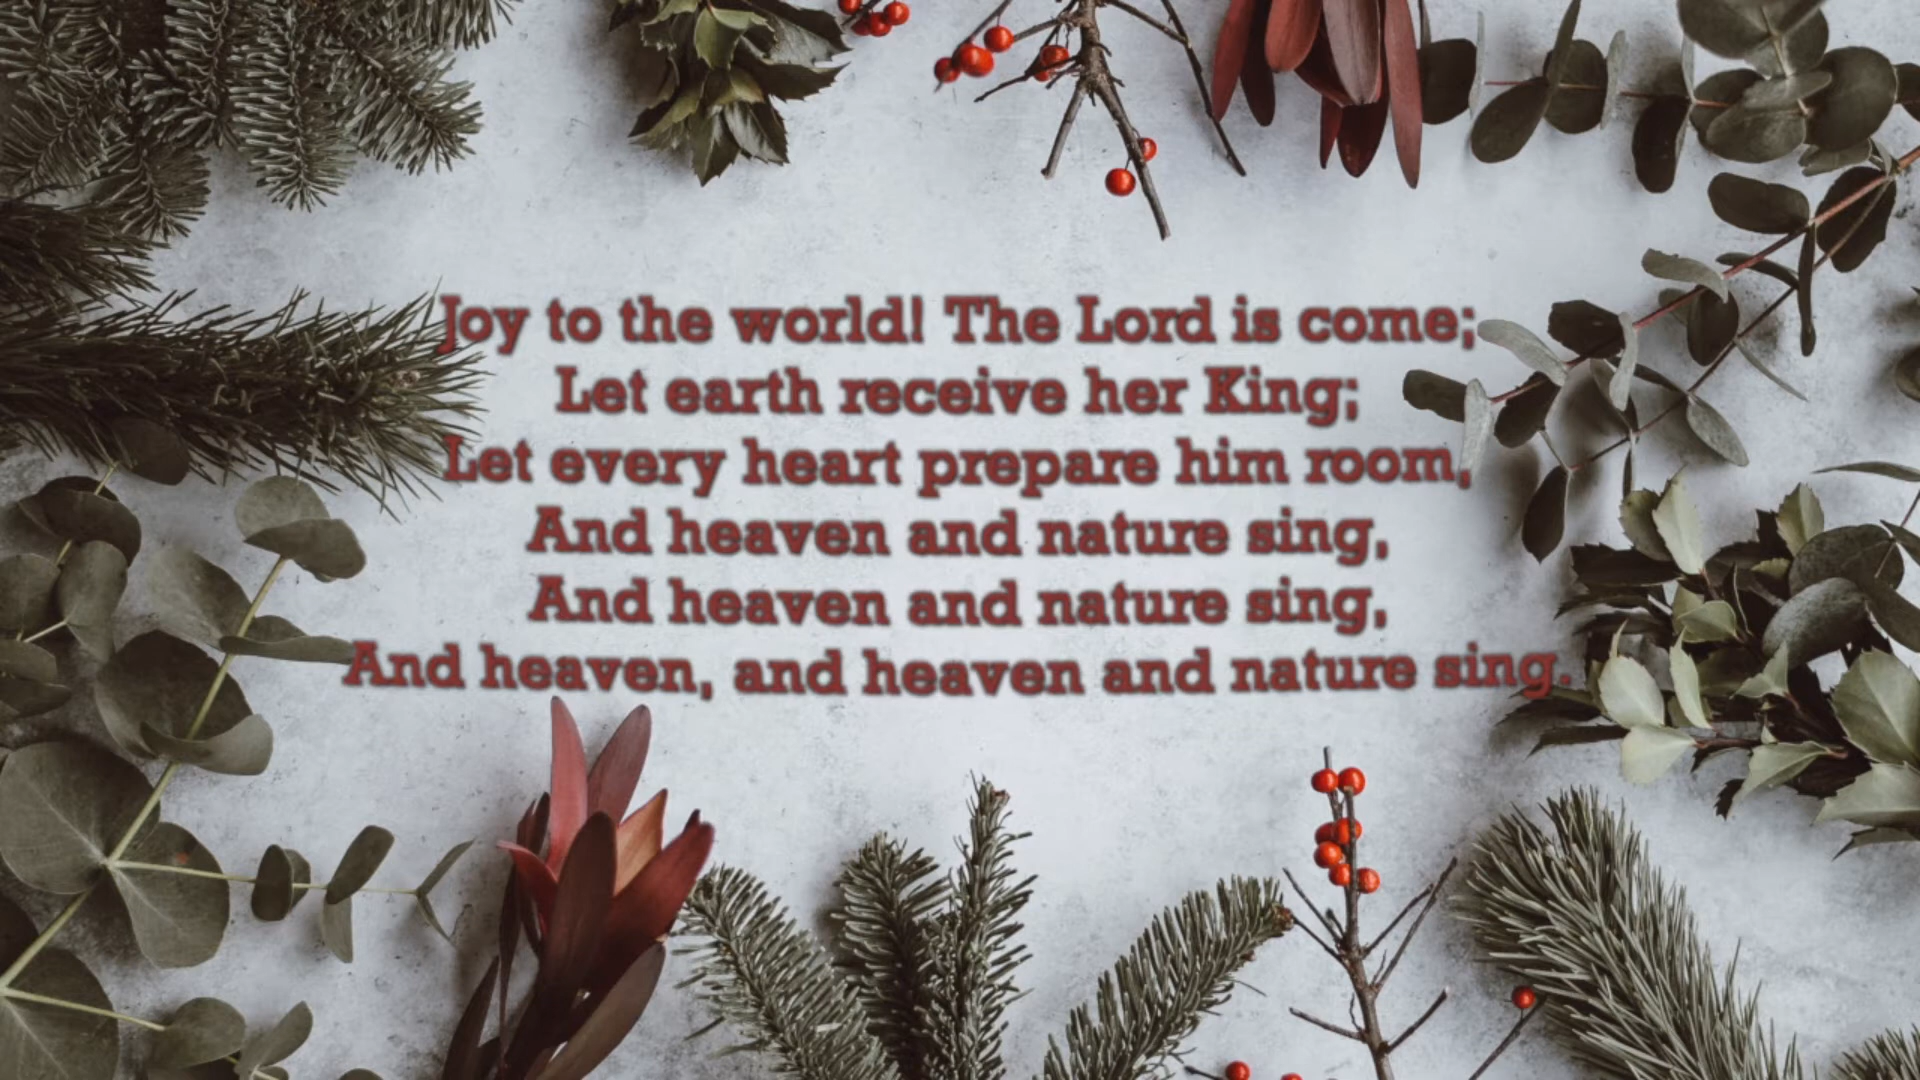 Joy to the world! The Lord is come;
Let earth receive her King;
Let every heart prepare him room,
And heaven and nature sing,
And heaven and nature sing,
And heaven, and heaven and nature sing.